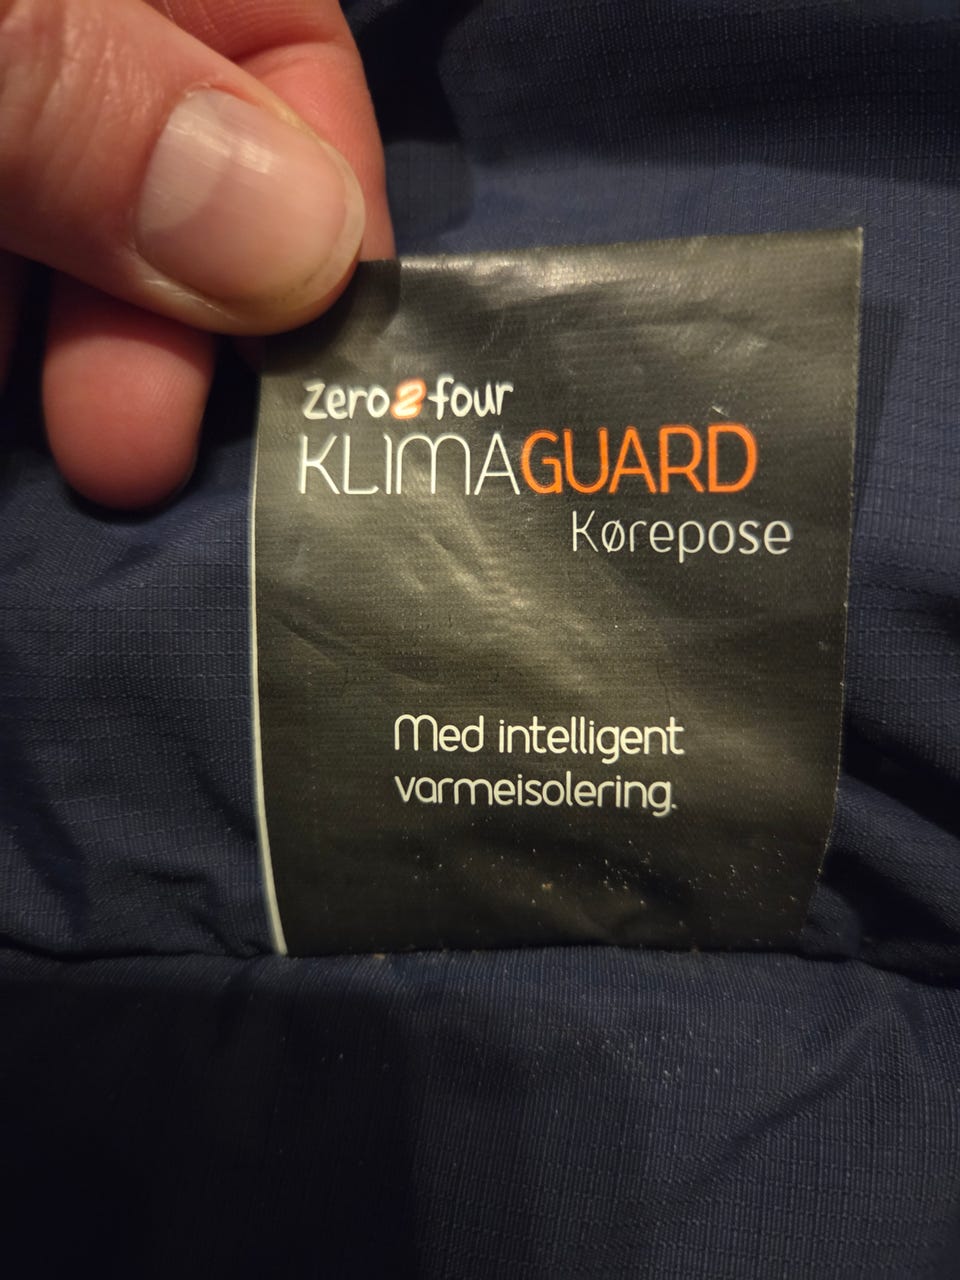 zero2four
KLIMAGUARD
Kørepose
Med intelligent
varmeisolering.